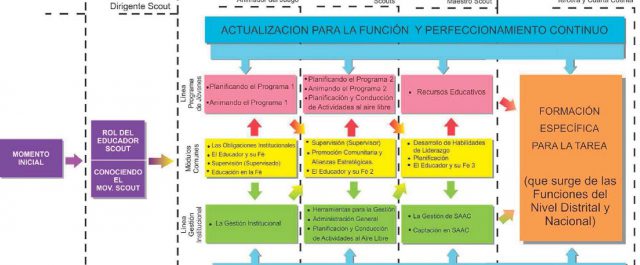 Dirigente Scout
Animador del Juego
Scouts
Maestro Scout
Tercera y Cuarta
ACTUALIZACION PARA LA FUNCIÓN Y PERFECCIONAMIENTO CONTINUO
Línea
Programa
de Jóvenes
• Planificando el Programa 1
• Animando el Programa 1
• Planificando el Programa 2
• Animando el Programa 2
• Planificación y Conducción
de Actividades al aire libre
• Recursos Educativos
MOMENTO
INICIAL
ROL DEL
EDUCADOR
SCOUT
CONOCIENDO
EL
MOV. SCOUT
Módulos
Comunes
• Las Obligaciones Institucionales
• El Educador y su Fé
• Supervisión (Supervisado)
• Educación en la Fé
• Supervisión (Supervisor)
• Promoción Comunitaria y
Alianzas Estratégicas.
• El Educador y su Fé 2
• Desarrollo de Habilidades
de Liderazgo
• Planificación
• El Educador y su Fé 3
FORMACIÓN
ESPECÍFICA
PARA LA TAREA
(que surge de las
Funciones del
Nivel Distrital y
Nacional)
Línea
Gestión
Institucional
• La Gestión Institucional
• Herramientas para la Gestión
• Administración General
• Planificación y Conducción
de Actividades al Aire Libre
• La Gestión de SAAC
• Captación en SAAC